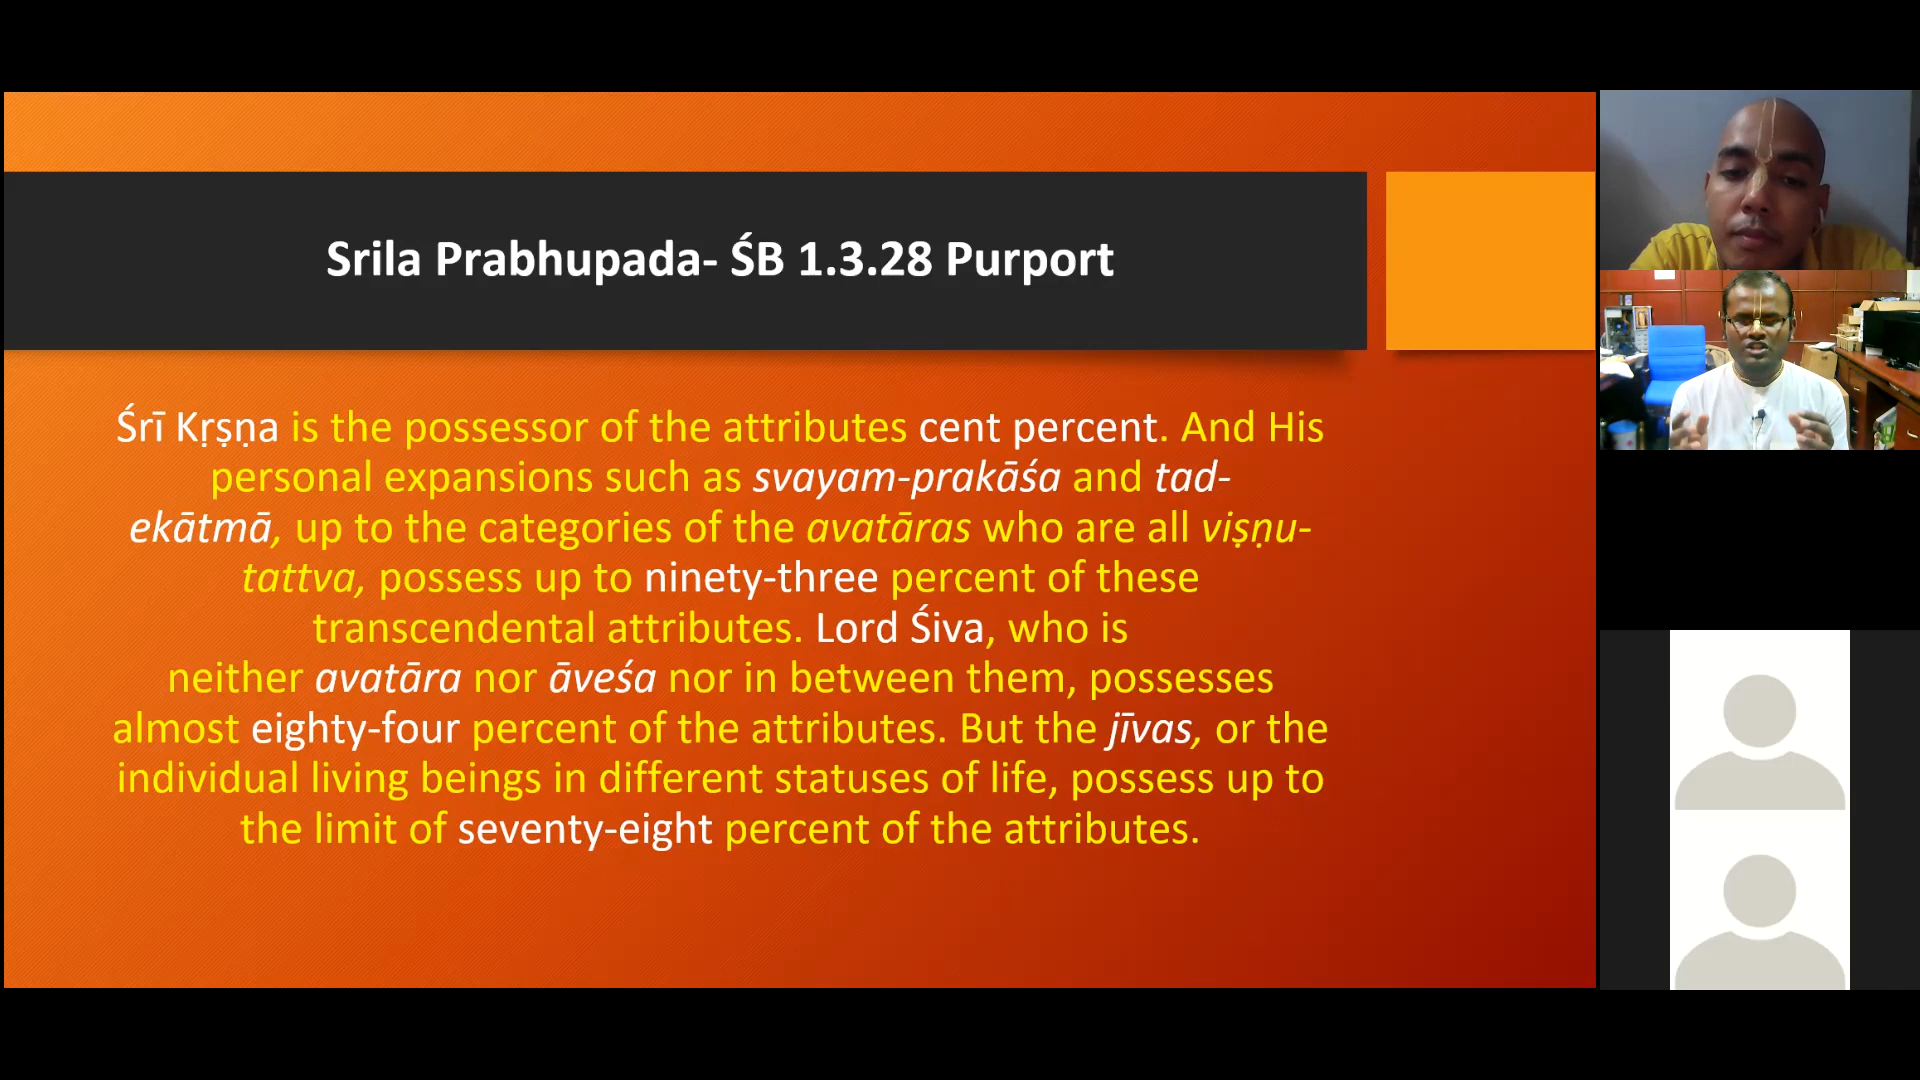 Srila Prabhupada- ŚB 1.3.28 Purport
Śrī Kṛṣṇa is the possessor of the attributes cent percent. And His
personal expansions such as svayam-prakāśa and tad-
ekātmā, up to the categories of the avatāras who are all viṣṇu-
tattva, possess up to ninety-three percent of these
transcendental attributes. Lord Śiva, who is
neither avatāra nor āveśa nor in between them, possesses
almost eighty-four percent of the attributes. But the jīvas, or the
individual living beings in different statuses of life, possess up to
the limit of seventy-eight percent of the attributes.